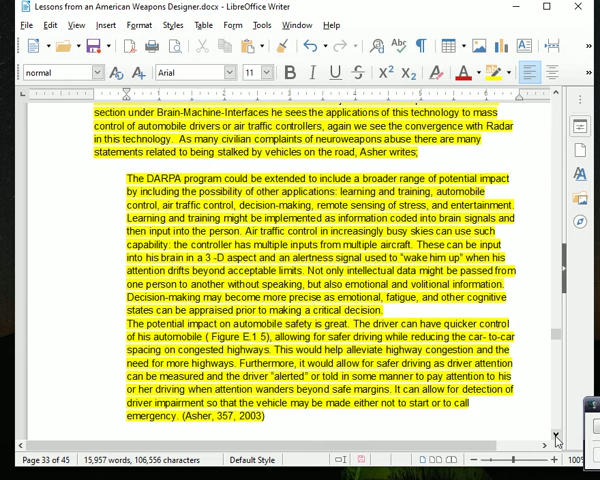 Lessons from an American Weapons Designer.docx - LibreOffice Writer
File Edit View Insert Format Styles Table Form Tools Window Help
normal Arial 11
section under Brain-Machine-Interfaces he sees the applications of this technology to mass
control of automobile drivers or air traffic controllers, again we see the convergence with Radar
in this technology. As many civilian complaints of neuroweapons abuse there are many
statements related to being stalked by vehicles on the road, Asher writes;
The DARPA program could be extended to include a broader range of potential impact
by including the possibility of other applications: learning and training, automobile
control, air traffic control, decision-making, remote sensing of stress, and entertainment.
Learning and training might be implemented as information coded into brain signals and
then input into the person. Air traffic control in increasingly busy skies can use such
capability: the controller has multiple inputs from multiple aircraft. These can be input
into his brain in a 3 -D aspect and an alertness signal used to "wake him up" when his
attention drifts beyond acceptable limits. Not only intellectual data might be passed from
one person to another without speaking, but also emotional and volitional information.
Decision-making may become more precise as emotional, fatigue, and other cognitive
states can be appraised prior to making a critical decision.
The potential impact on automobile safety is great. The driver can have quicker control
of his automobile ( Figure E.1 5), allowing for safer driving while reducing the car- to-car
spacing on congested highways. This would help alleviate highway congestion and the
need for more highways. Furthermore, it would allow for safer driving as driver attention
can be measured and the driver "alerted" or told in some manner to pay attention to his
or her driving when attention wanders beyond safe margins. It can allow for detection of
driver impairment so that the vehicle may be made either not to start or to call
emergency. (Asher, 357, 2003)
Page 33 of 45 15,957 words, 106,556 characters Default Style 100%